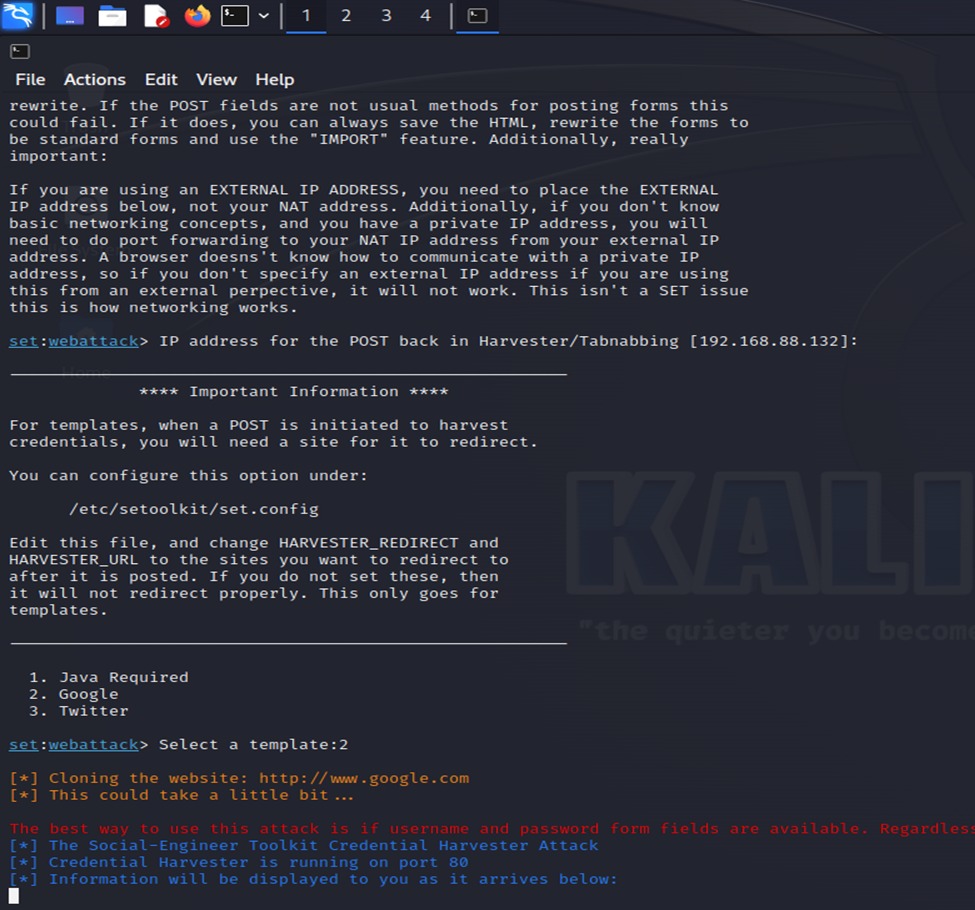 1 2 3 4
File Actions Edit View Help
rewrite. If the POST fields are not usual methods for posting forms this
could fail. If it does, you can always save the HTML, rewrite the forms to
be standard forms and use the "IMPORT" feature. Additionally, really
important:
If you are using an EXTERNAL IP ADDRESS, you need to place the EXTERNAL
IP address below, not your NAT address. Additionally, if you don't know
basic networking concepts, and you have a private IP address, you will
need to do port forwarding to your NAT IP address from your external IP
address. A browser doesns't know how to communicate with a private IP
address, so if you don't specify an external IP address if you are using
this from an external perpective, it will not work. This isn't a SET issue
this is how networking works.
set:webattack> IP address for the POST back in Harvester/Tabnabbing [192.168.88.132]:
Home
**** Important Information ****
For templates, when a POST is initiated to harvest
credentials, you will need a site for it to redirect.
You can configure this option under:
/etc/setoolkit/set.config
Edit this file, and change HARVESTER_REDIRECT and
HARVESTER_URL to the sites you want to redirect to
after it is posted. If you do not set these, then
it will not redirect properly. This only goes for
templates.
KALI
"the quieter you become
1. Java Required
2. Google
3. Twitter
set:webattack> Select a template:2
[*] Cloning the website: http://www.google.com
[*] This could take a little bit...
The best way to use this attack is if username and password form fields are available. Regardless
[*] The Social-Engineer Toolkit Credential Harvester Attack
[*] Credential Harvester is running on port 80
[*] Information will be displayed to you as it arrives below: